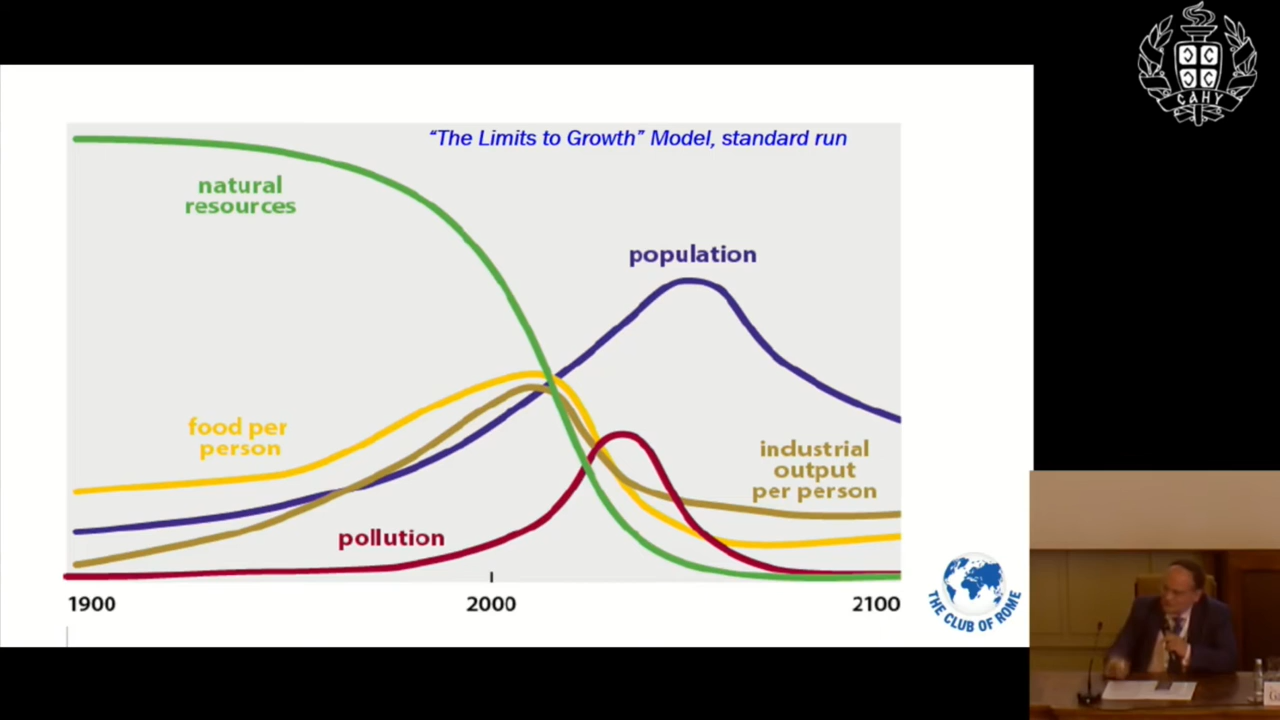 САНУ
“The Limits to Growth” Model, standard run
natural
resources
population
food per
person
industrial
output
per person
pollution
1900
2000
2100
THE CLUB OF ROME